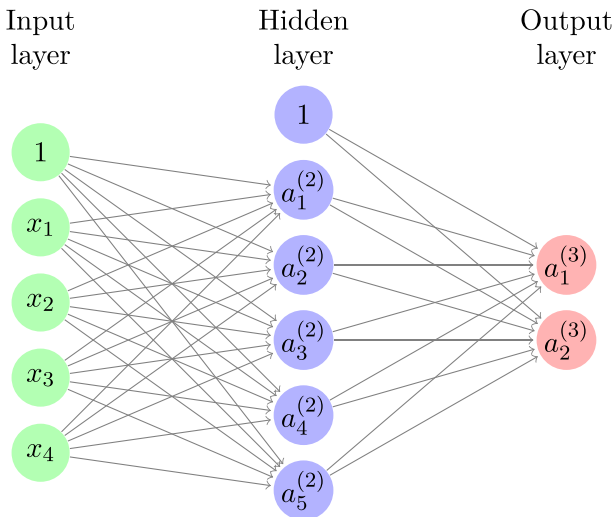 Input
layer
Hidden
layer
Output
layer
1
x₁
x₂
x₃
x₄
1
a₁⁽²⁾
a₂⁽²⁾
a₃⁽²⁾
a₄⁽²⁾
a₅⁽²⁾
a₁⁽³⁾
a₂⁽³⁾